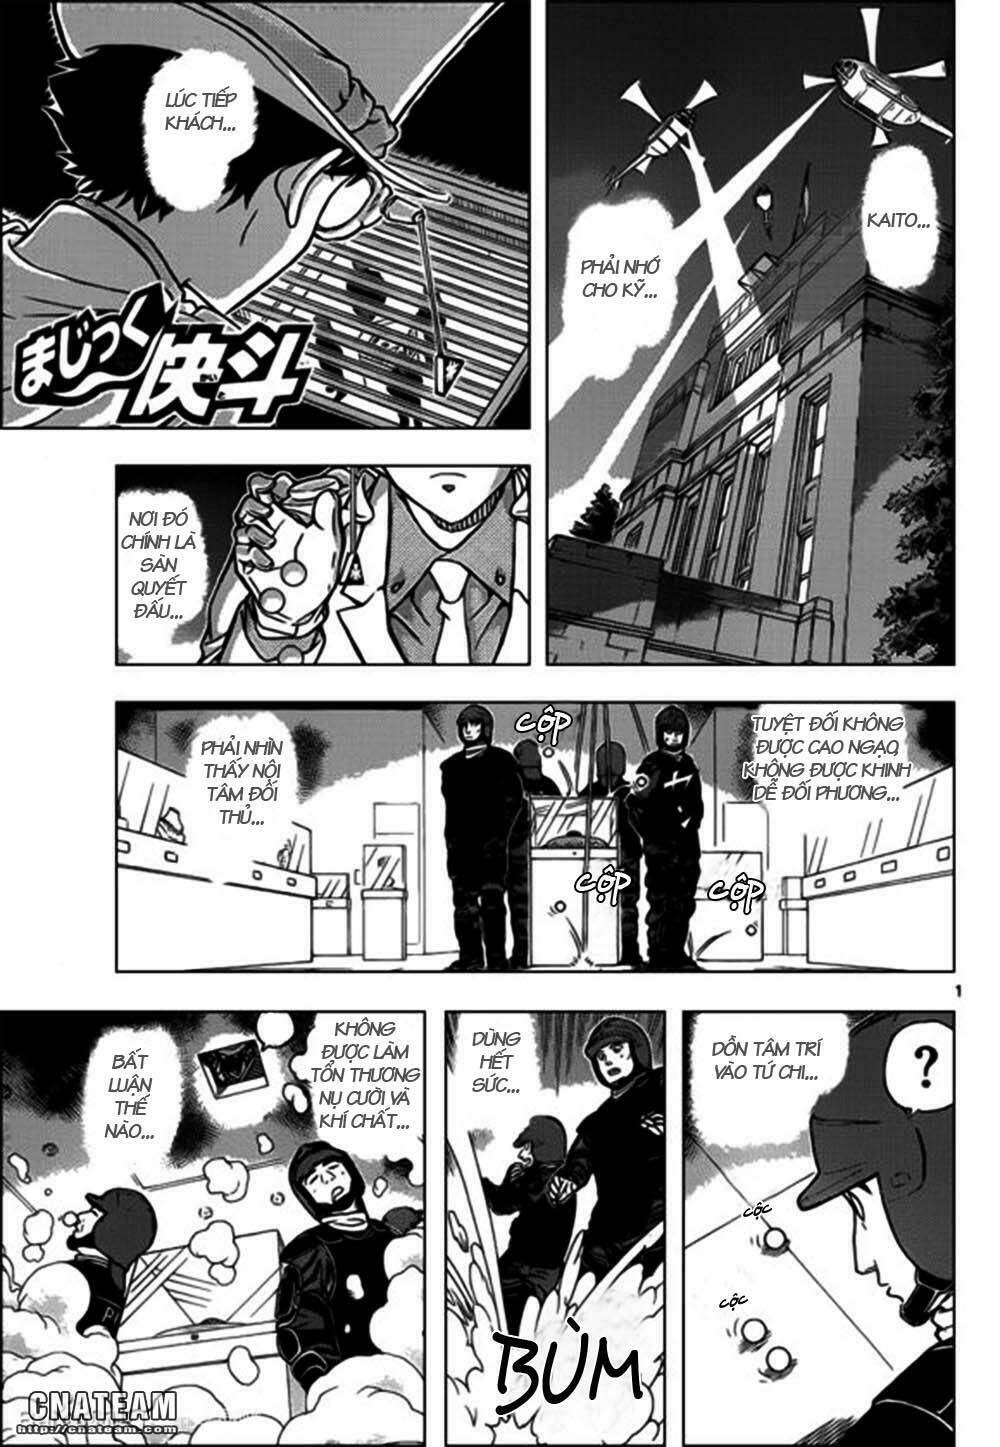 KAITO...
PHẢI NHỚ
CHO KỸ...
LÚC TIẾP
KHÁCH...
まじっく
快斗
かいと
NƠI ĐÓ
CHÍNH LÀ
SÀN
QUYẾT
ĐẤU...
TUYỆT ĐỐI KHÔNG
ĐƯỢC CAO NGẠO,
KHÔNG ĐƯỢC KHINH
DỄ ĐỐI PHƯƠNG...
CỘP
CỘP
CỘP
PHẢI NHÌN
THẤY NỘI
TÂM ĐỐI
THỦ...
1
?
DỒN TÂM TRÍ
VÀO TỨ CHI...
CỘC
CỘC
DÙNG
HẾT
SỨC...
BÙM
KHÔNG
ĐƯỢC LÀM
TỔN THƯƠNG
NỤ CƯỜI VÀ
KHÍ CHẤT...
BẤT
LUẬN
THẾ
NÀO...
CNATEAM
http://cnateam.com/